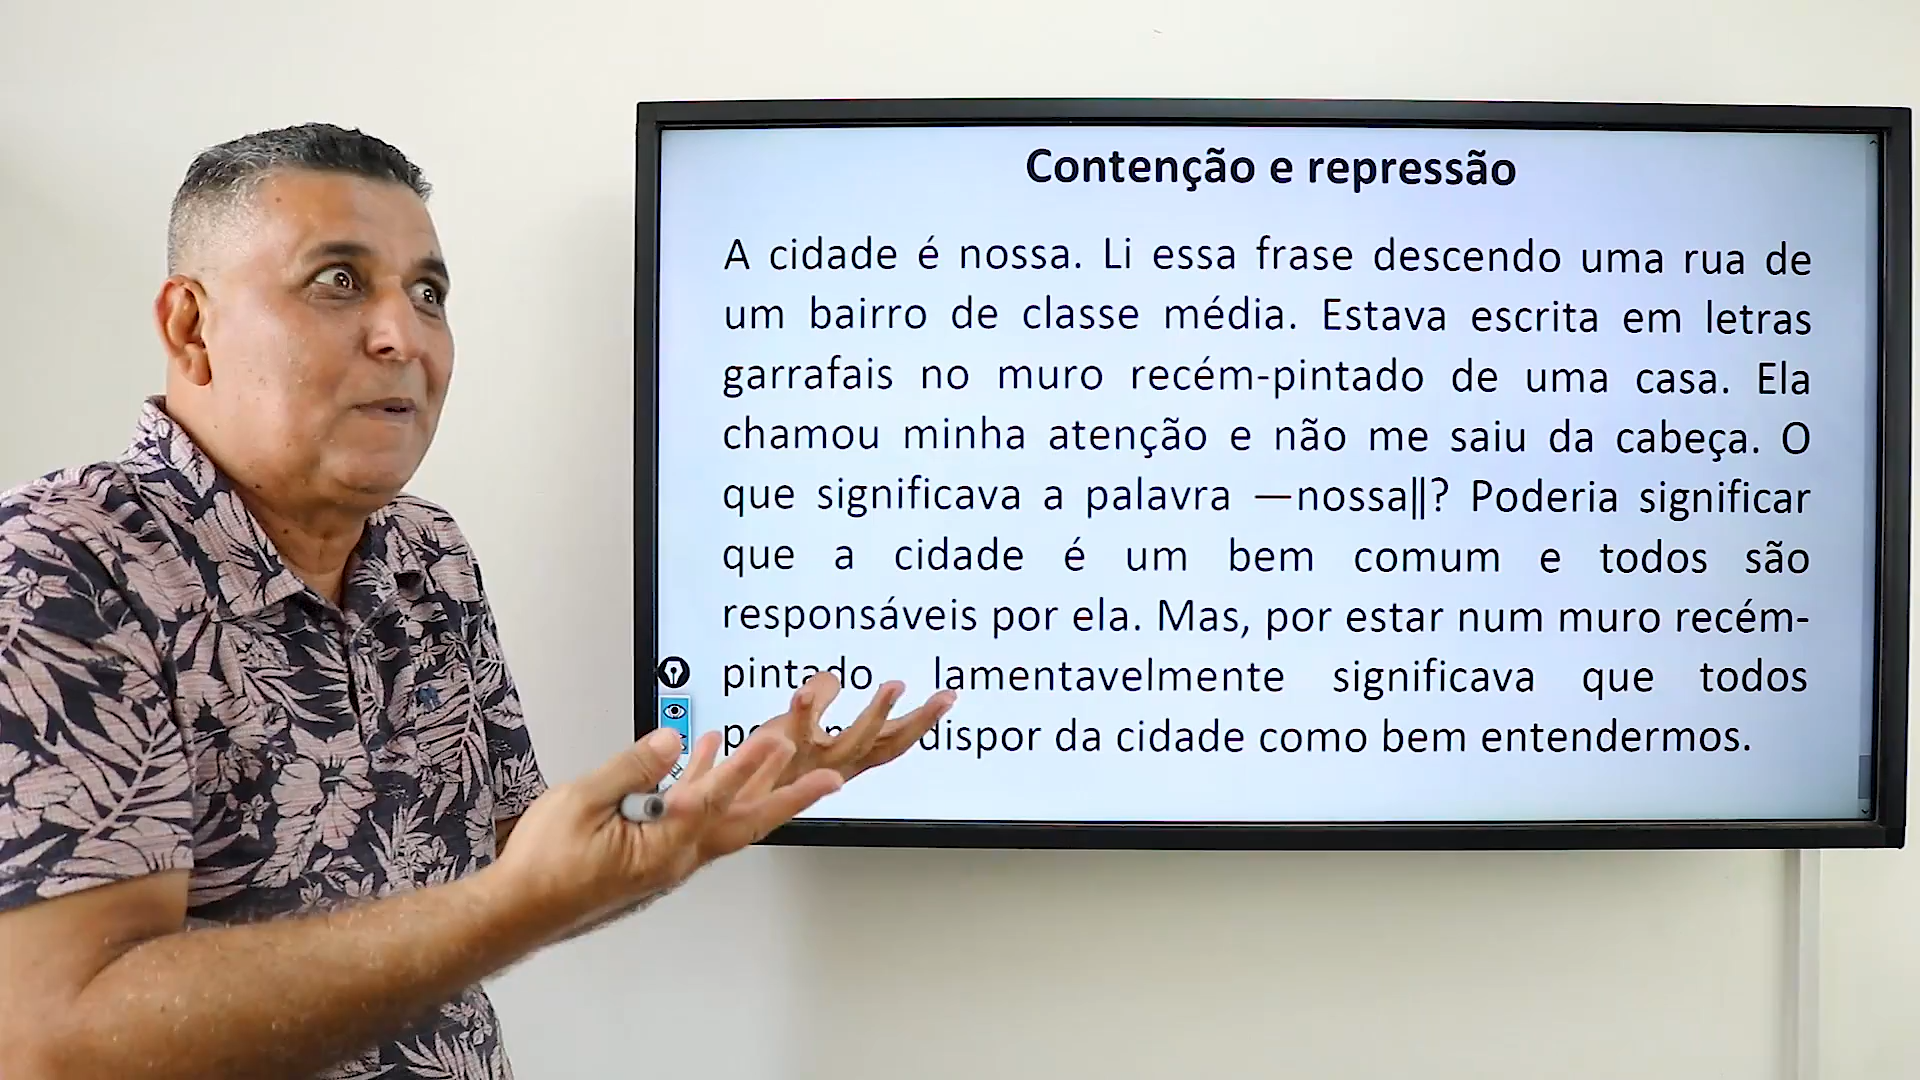 Contenção e repressão
A cidade é nossa. Li essa frase descendo uma rua de
um bairro de classe média. Estava escrita em letras
garrafais no muro recém-pintado de uma casa. Ela
chamou minha atenção e não me saiu da cabeça. O
que significava a palavra —nossa‖? Poderia significar
que a cidade é um bem comum e todos são
responsáveis por ela. Mas, por estar num muro recém-
pintado lamentavelmente significava que todos
dispor da cidade como bem entendermos.